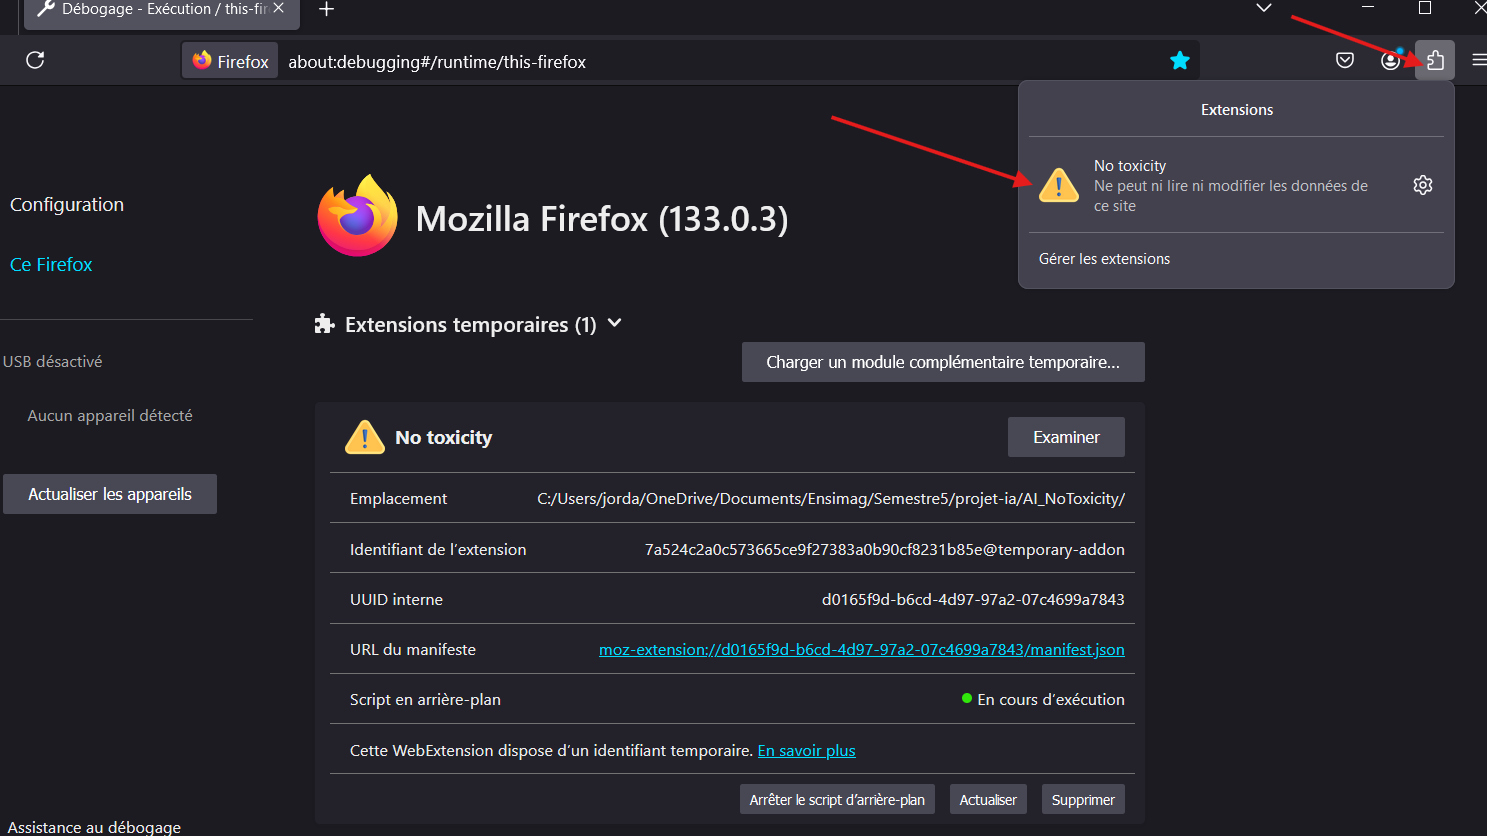 Débogage - Exécution / this-fir
Firefox
about:debugging#/runtime/this-firefox
Extensions
No toxicity
Ne peut ni lire ni modifier les données de
ce site
Gérer les extensions
Configuration
Ce Firefox
USB désactivé
Aucun appareil détecté
Actualiser les appareils
Assistance au débogage
Mozilla Firefox (133.0.3)
Extensions temporaires (1)
Charger un module complémentaire temporaire...
No toxicity
Examiner
Emplacement C:/Users/jorda/OneDrive/Documents/Ensimag/Semestre5/projet-ia/AI_NoToxicity/
Identifiant de l’extension 7a524c2a0c573665ce9f27383a0b90cf8231b85e@temporary-addon
UUID interne d0165f9d-b6cd-4d97-97a2-07c4699a7843
URL du manifeste moz-extension://d0165f9d-b6cd-4d97-97a2-07c4699a7843/manifest.json
Script en arrière-plan En cours d’exécution
Cette WebExtension dispose d’un identifiant temporaire. En savoir plus
Arrêter le script d’arrière-plan Actualiser Supprimer